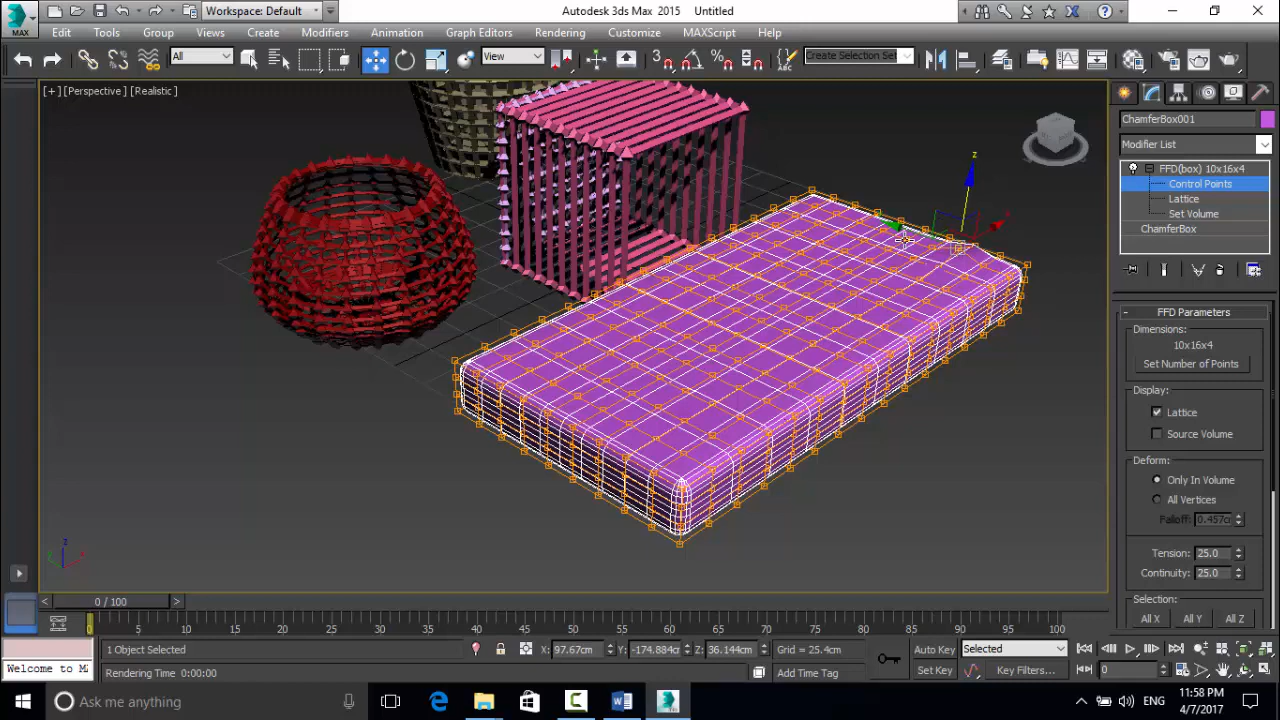 MAX
Workspace: Default
Autodesk 3ds Max 2015 Untitled
Edit Tools Group Views Create Modifiers Animation Graph Editors Rendering Customize MAXScript Help
All
View
3
Create Selection Set
[+] [Perspective] [Realistic]
z
ChamferBox001
Modifier List
FFD(box) 10x16x4
Control Points
Lattice
Set Volume
ChamferBox
- FFD Parameters
Dimensions:
10x16x4
Set Number of Points
Display:
Lattice
Source Volume
Deform:
Only In Volume
All Vertices
Falloff: 0.457c
Tension: 25.0
Continuity: 25.0
Selection:
All X All Y All Z
z
y x
< 0 / 100 >
0 5 10 15 20 25 30 35 40 45 50 55 60 65 70 75 80 85 90 95 100
1 Object Selected
X: 97.67cm Y: -174.884c Z: 36.144cm Grid = 25.4cm
Auto Key Selected
Welcome to M
Rendering Time 0:00:00
Add Time Tag
Set Key Key Filters... 0
Ask me anything
ENG
11:58 PM
4/7/2017